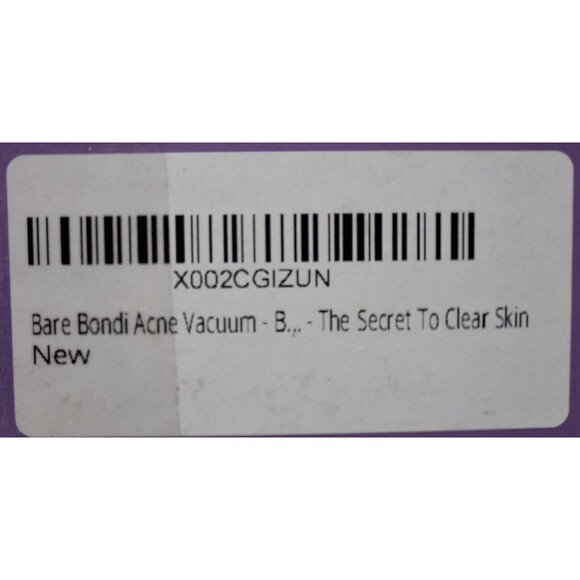 X002CGIZUN
Bare Bondi Acne Vacuum - B... - The Secret To Clear Skin
New